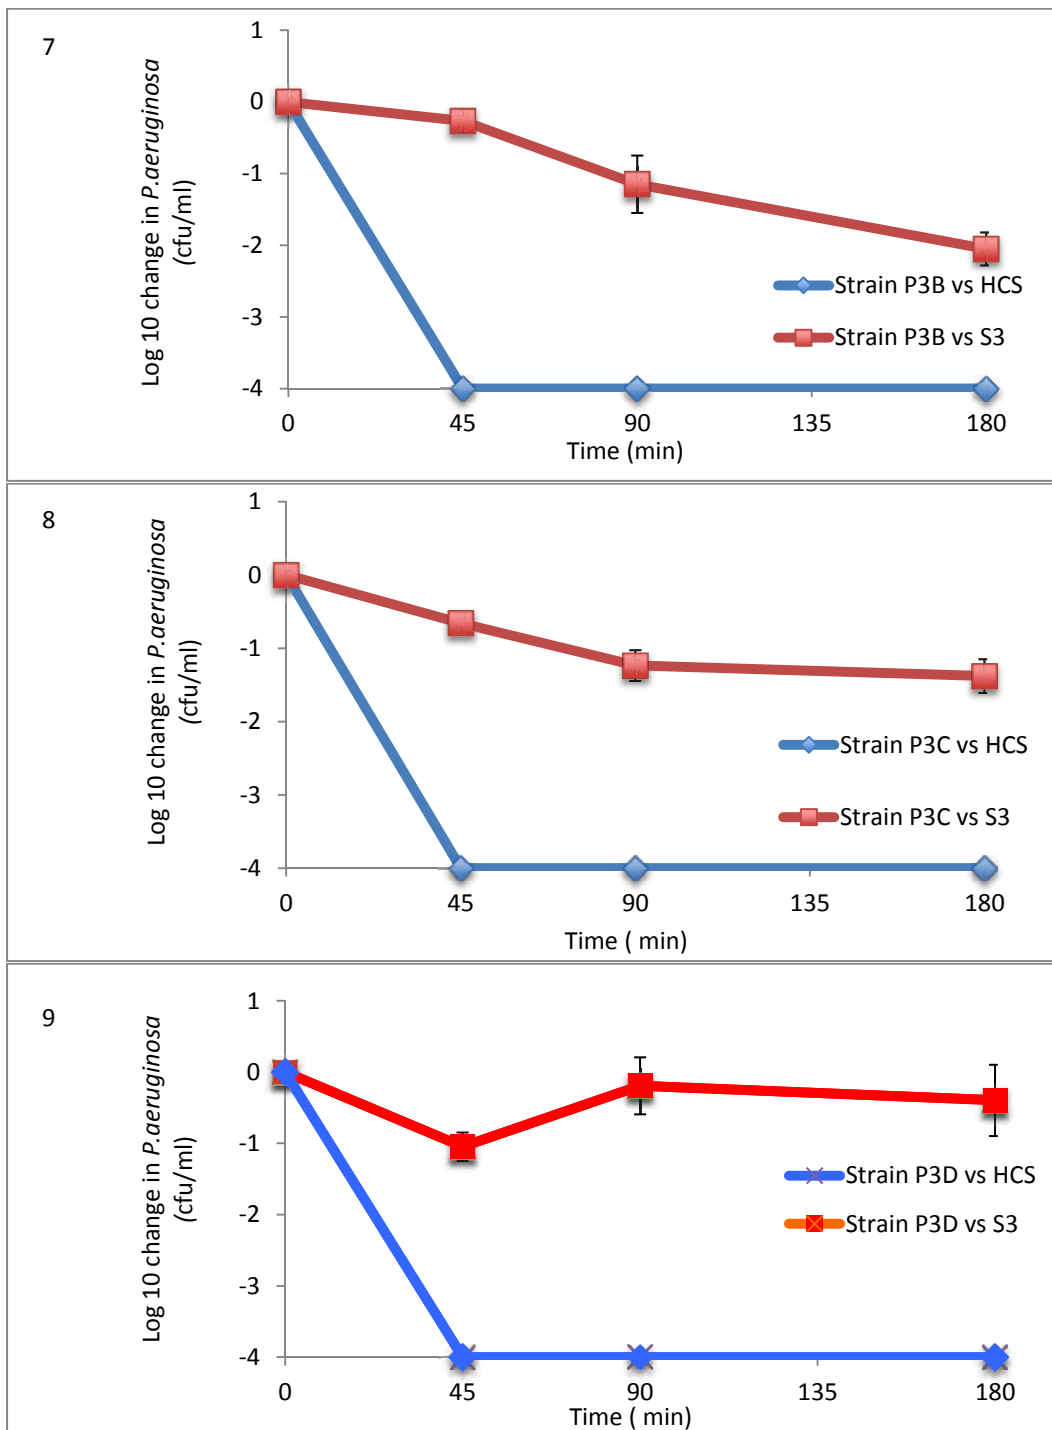 7
Log 10 change in P.aeruginosa
(cfu/ml)
1
0
-1
-2
-3
-4
0 45 90 135 180
Time (min)
Strain P3B vs HCS
Strain P3B vs S3
8
Log 10 change in P.aeruginosa
(cfu/ml)
1
0
-1
-2
-3
-4
0 45 90 135 180
Time ( min)
Strain P3C vs HCS
Strain P3C vs S3
9
Log 10 change in P.aeruginosa
(cfu/ml)
1
0
-1
-2
-3
-4
0 45 90 135 180
Time ( min)
Strain P3D vs HCS
Strain P3D vs S3